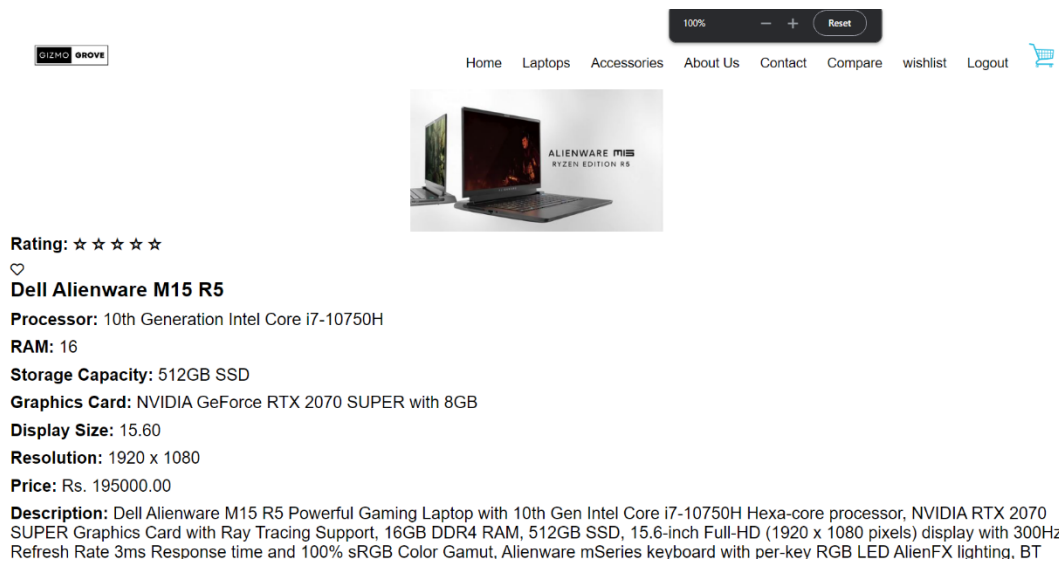 100% − + Reset
GIZMO GROVE
Home Laptops Accessories About Us Contact Compare wishlist Logout
ALIENWARE m15
RYZEN EDITION R5
Rating: ☆ ☆ ☆ ☆ ☆
Dell Alienware M15 R5
Processor: 10th Generation Intel Core i7-10750H
RAM: 16
Storage Capacity: 512GB SSD
Graphics Card: NVIDIA GeForce RTX 2070 SUPER with 8GB
Display Size: 15.60
Resolution: 1920 x 1080
Price: Rs. 195000.00
Description: Dell Alienware M15 R5 Powerful Gaming Laptop with 10th Gen Intel Core i7-10750H Hexa-core processor, NVIDIA RTX 2070
SUPER Graphics Card with Ray Tracing Support, 16GB DDR4 RAM, 512GB SSD, 15.6-inch Full-HD (1920 x 1080 pixels) display with 300Hz
Refresh Rate 3ms Response time and 100% sRGB Color Gamut, Alienware mSeries keyboard with per-key RGB LED AlienFX lighting, BT